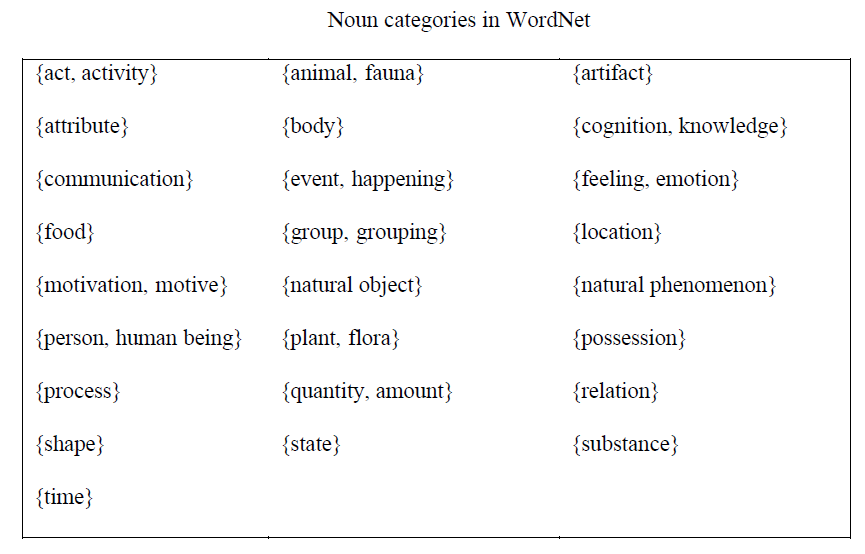 Noun categories in WordNet
{act, activity} {animal, fauna} {artifact}
{attribute} {body} {cognition, knowledge}
{communication} {event, happening} {feeling, emotion}
{food} {group, grouping} {location}
{motivation, motive} {natural object} {natural phenomenon}
{person, human being} {plant, flora} {possession}
{process} {quantity, amount} {relation}
{shape} {state} {substance}
{time}